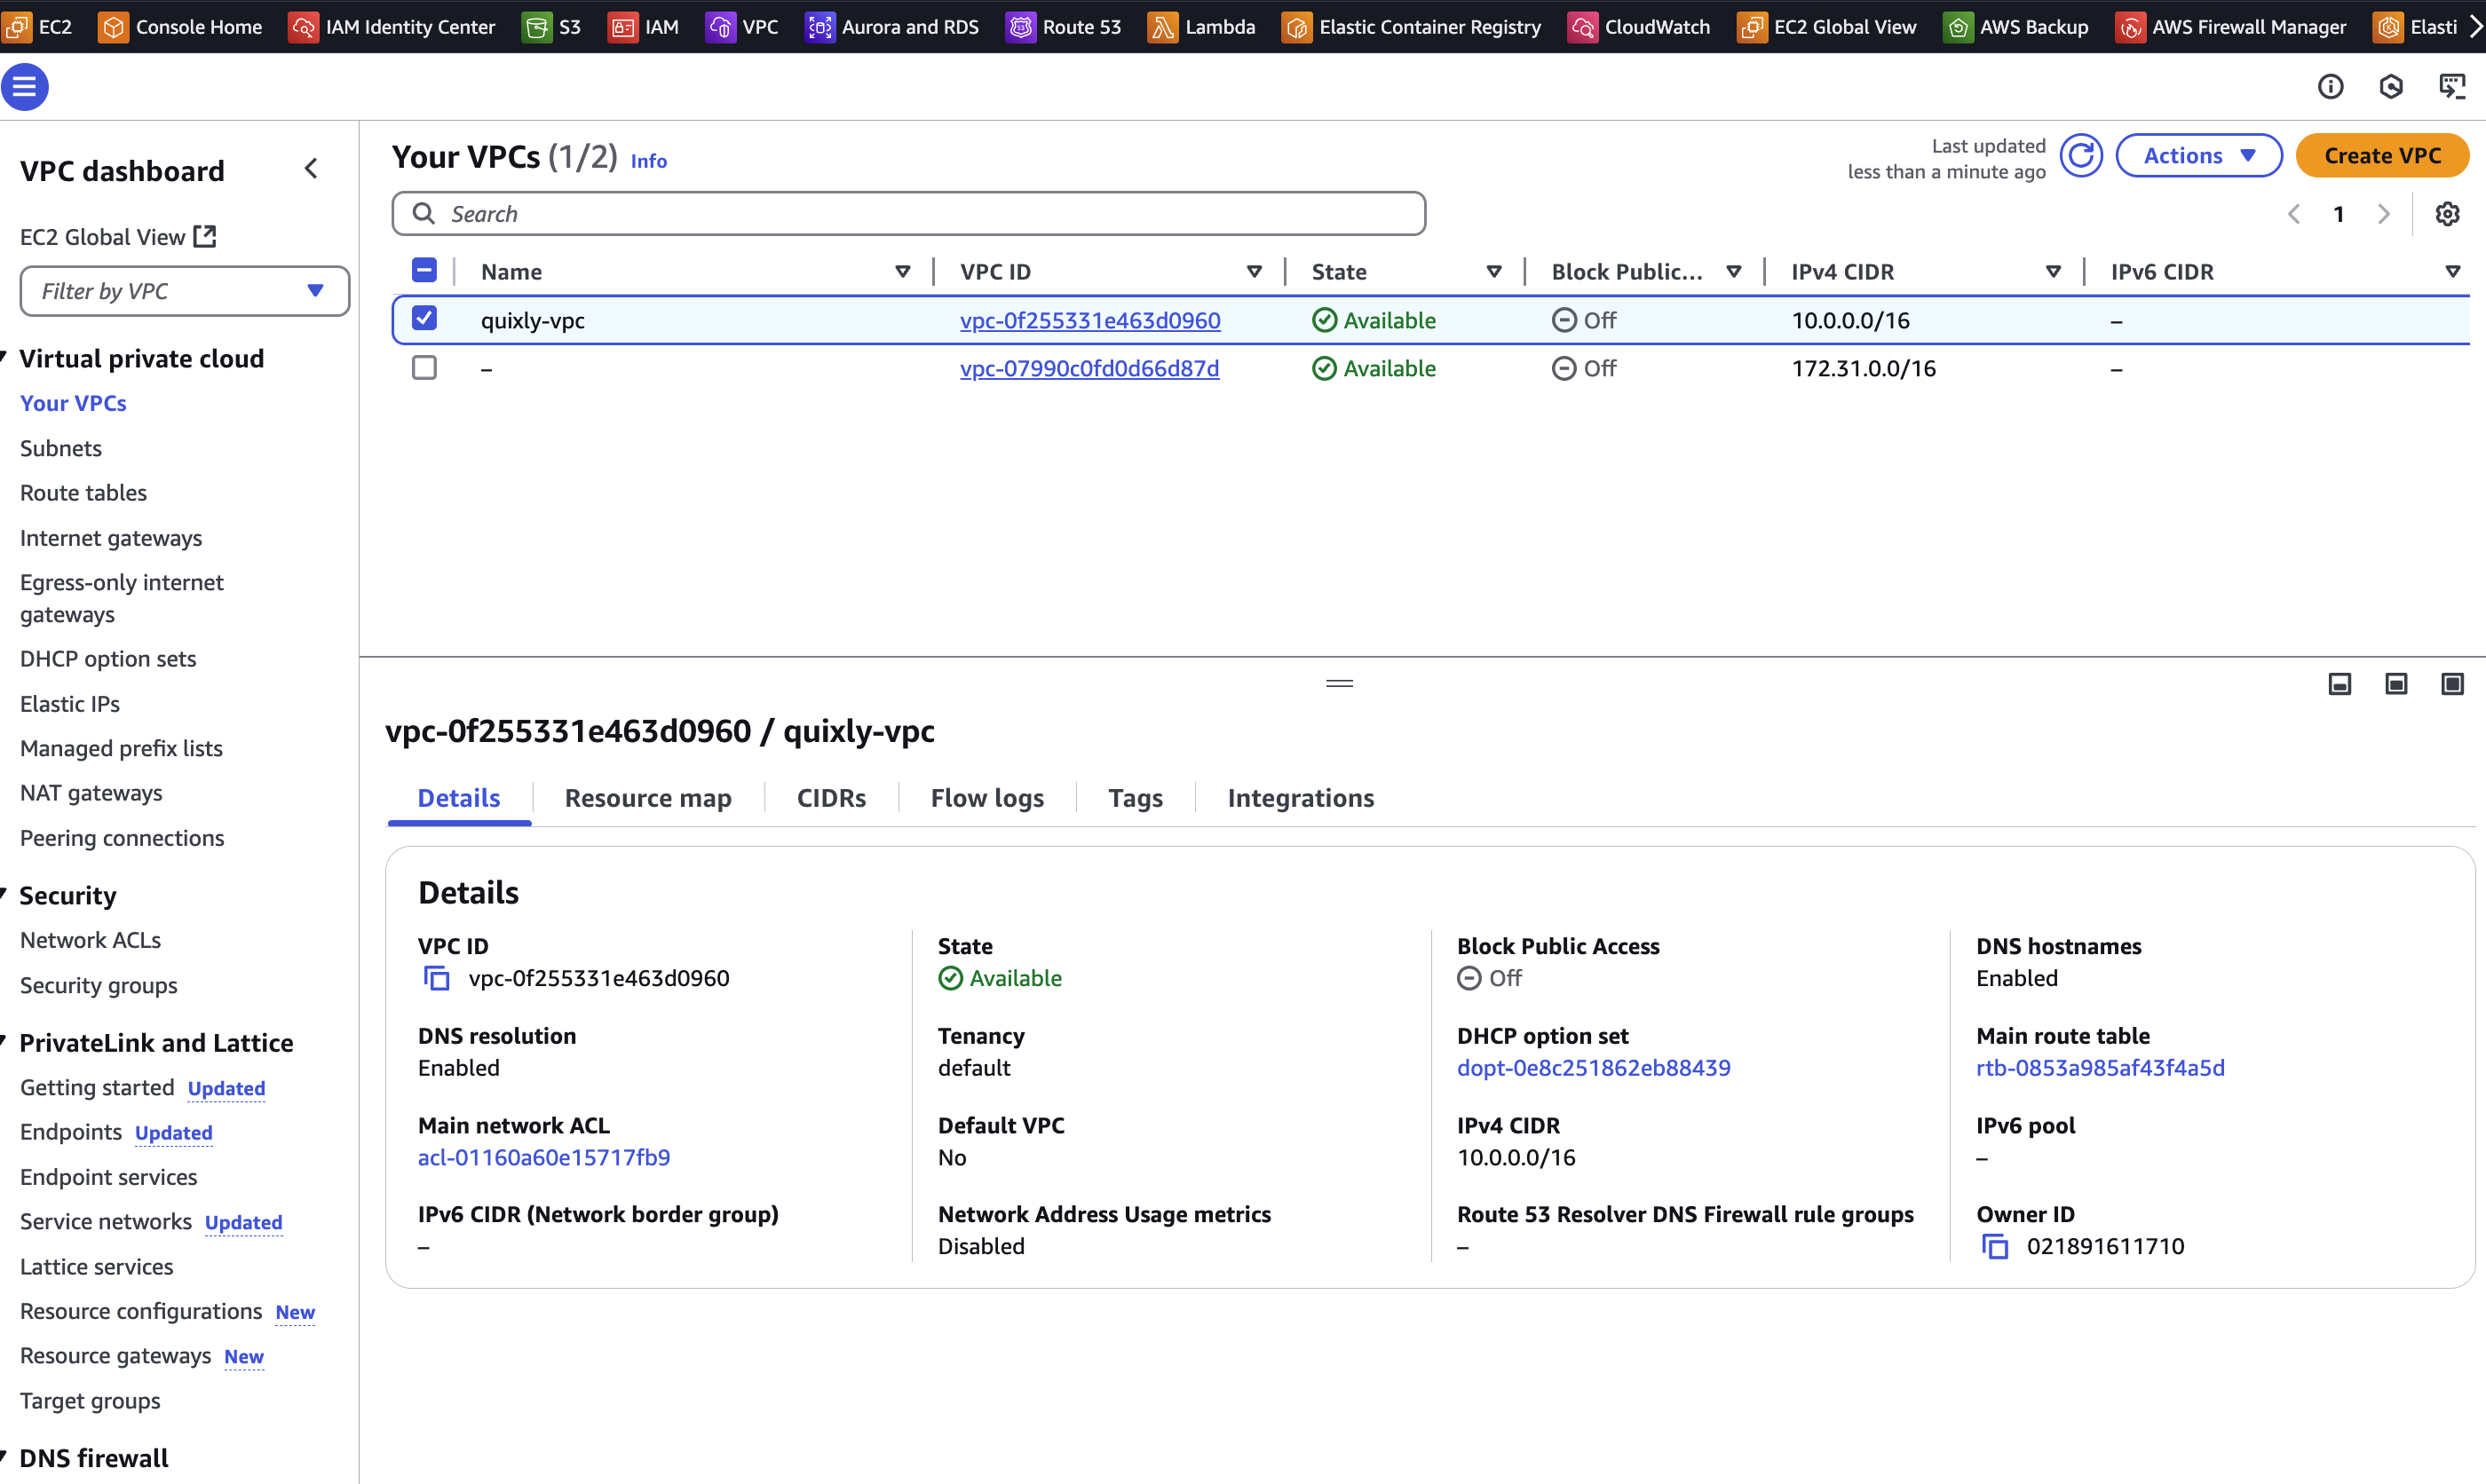 EC2 Console Home IAM Identity Center S3 IAM VPC Aurora and RDS Route 53 Lambda Elastic Container Registry CloudWatch EC2 Global View AWS Backup AWS Firewall Manager Elasti
VPC dashboard
EC2 Global View
Filter by VPC
Virtual private cloud
Your VPCs
Subnets
Route tables
Internet gateways
Egress-only internet
gateways
DHCP option sets
Elastic IPs
Managed prefix lists
NAT gateways
Peering connections
Security
Network ACLs
Security groups
PrivateLink and Lattice
Getting started Updated
Endpoints Updated
Endpoint services
Service networks Updated
Lattice services
Resource configurations New
Resource gateways New
Target groups
DNS firewall
Your VPCs (1/2) Info
Last updated
less than a minute ago
Actions
Create VPC
Search
1
Name VPC ID State Block Public... IPv4 CIDR IPv6 CIDR
quixly-vpc vpc-0f255331e463d0960 Available Off 10.0.0.0/16 –
– vpc-07990c0fd0d66d87d Available Off 172.31.0.0/16 –
vpc-0f255331e463d0960 / quixly-vpc
Details Resource map CIDRs Flow logs Tags Integrations
Details
VPC ID
vpc-0f255331e463d0960
State
Available
Block Public Access
Off
DNS hostnames
Enabled
DNS resolution
Enabled
Tenancy
default
DHCP option set
dopt-0e8c251862eb88439
Main route table
rtb-0853a985af43f4a5d
Main network ACL
acl-01160a60e15717fb9
Default VPC
No
IPv4 CIDR
10.0.0.0/16
IPv6 pool
–
IPv6 CIDR (Network border group)
–
Network Address Usage metrics
Disabled
Route 53 Resolver DNS Firewall rule groups
–
Owner ID
021891611710